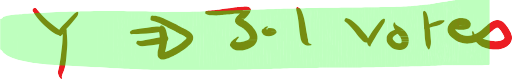 Y ⇒ 3.1 votes